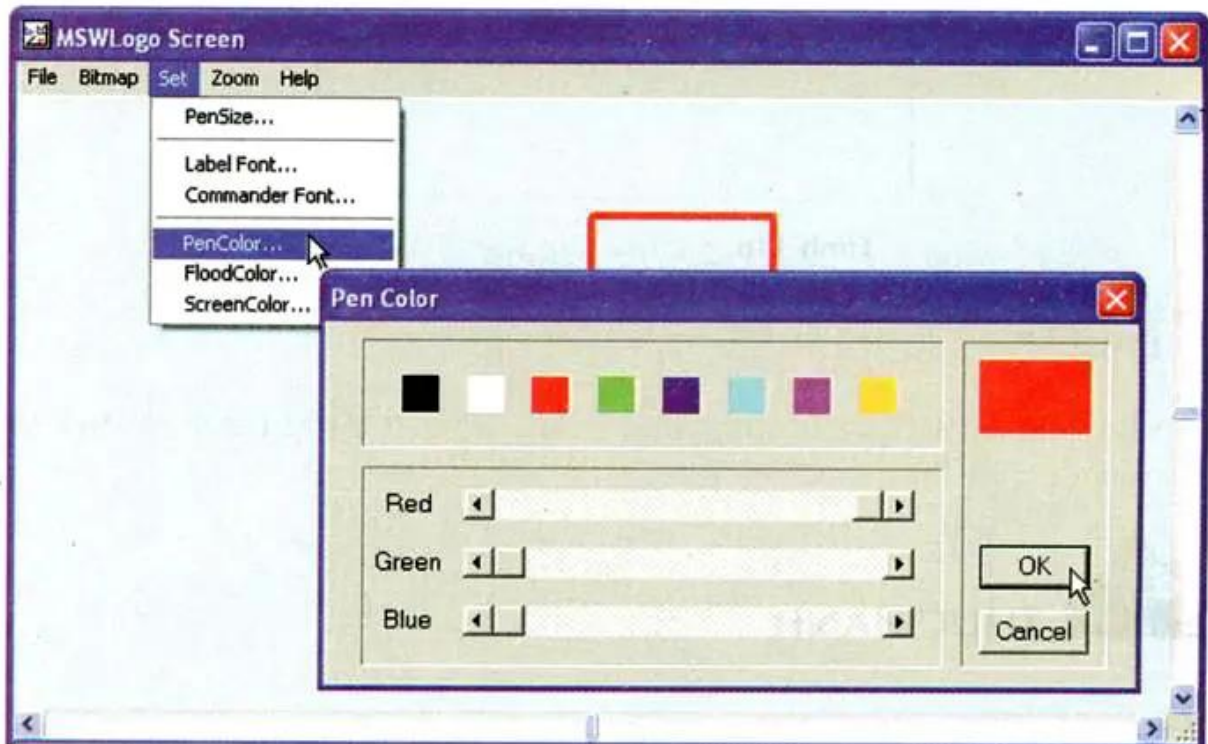 MSWLogo Screen
File Bitmap Set Zoom Help
PenSize...
Label Font...
Commander Font...
PenColor...
FloodColor...
ScreenColor...
Pen Color
Red
Green
Blue
OK
Cancel